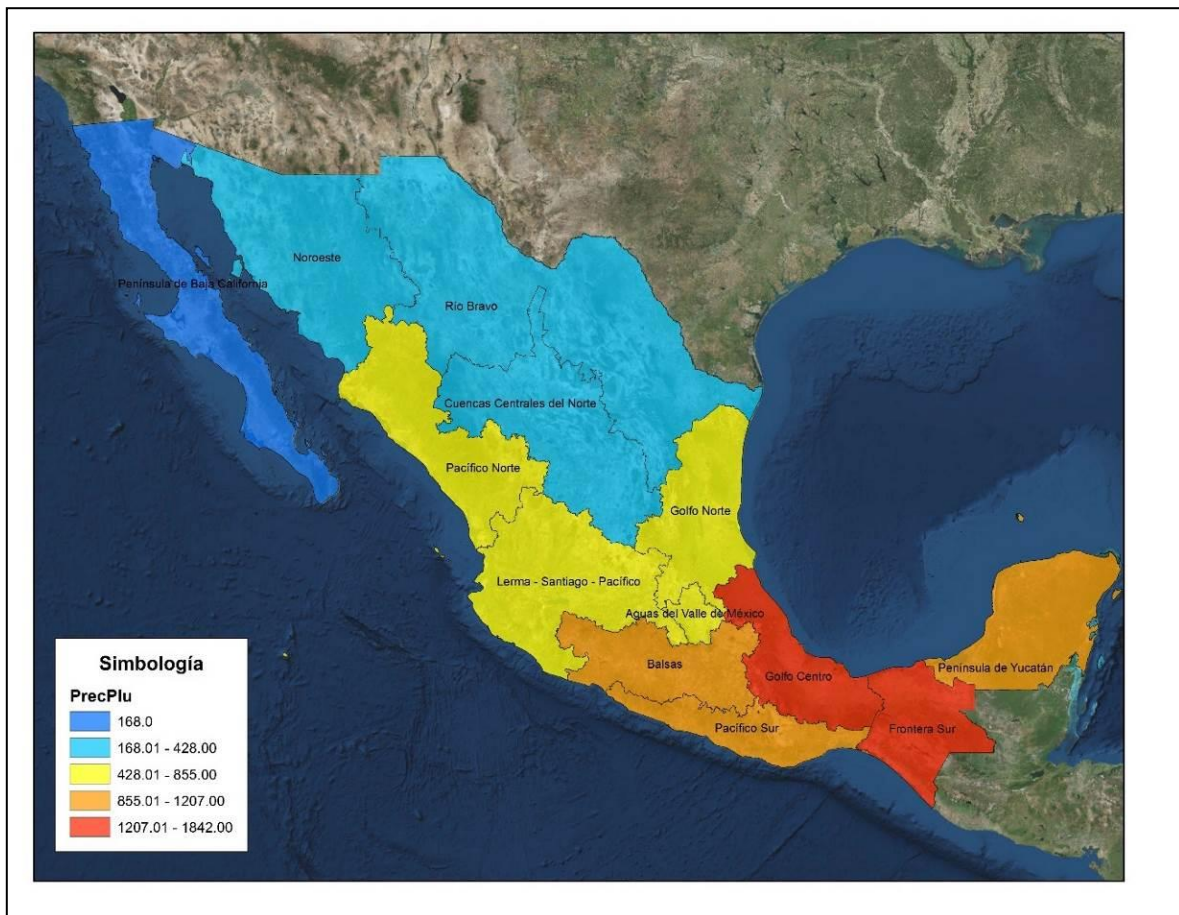 Noroeste
Península de Baja California
Río Bravo
Cuencas Centrales del Norte
Pacífico Norte
Golfo Norte
Lerma - Santiago - Pacífico
Aguas del Valle de México
Balsas
Golfo Centro
Península de Yucatán
Pacífico Sur
Frontera Sur
Simbología
PrecPlu
168.0
168.01 - 428.00
428.01 - 855.00
855.01 - 1207.00
1207.01 - 1842.00